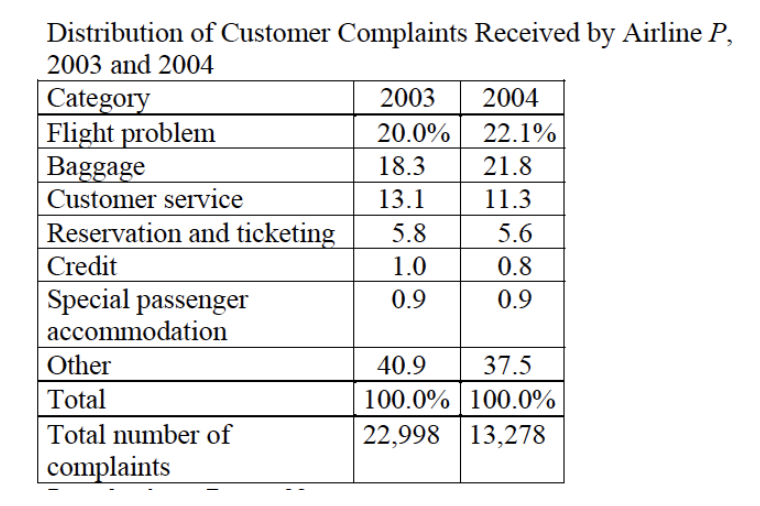 Distribution of Customer Complaints Received by Airline P,
2003 and 2004
Category 2003 2004
Flight problem 20.0% 22.1%
Baggage 18.3 21.8
Customer service 13.1 11.3
Reservation and ticketing 5.8 5.6
Credit 1.0 0.8
Special passenger 0.9 0.9
accommodation
Other 40.9 37.5
Total 100.0% 100.0%
Total number of 22,998 13,278
complaints